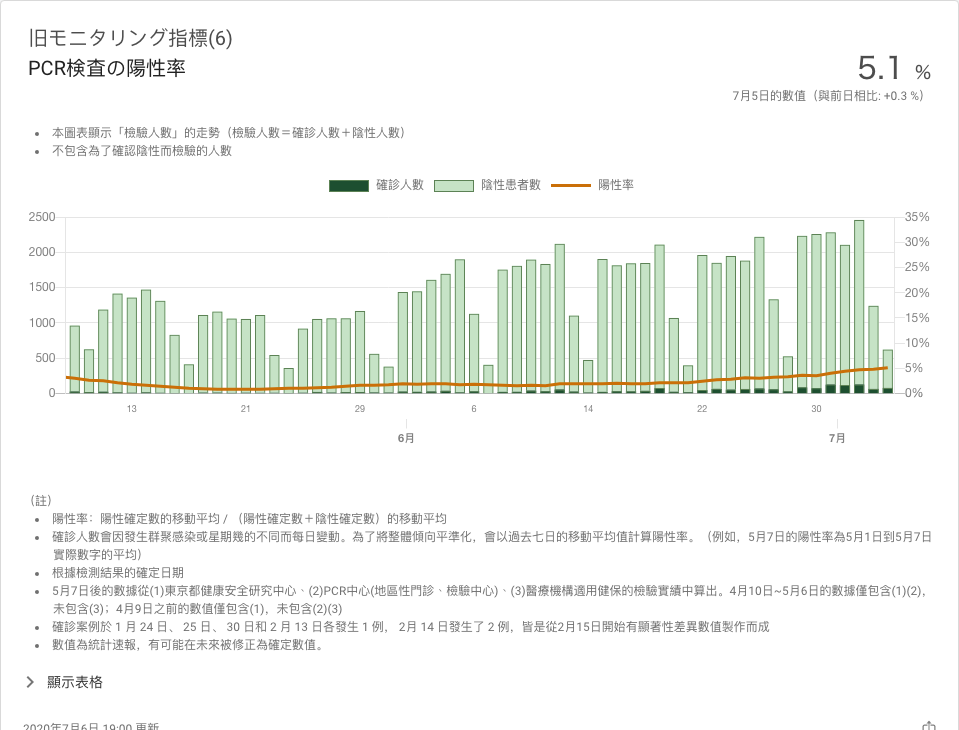 旧モニタリング指標(6)
PCR検査の陽性率
5.1 %
7月5日的數值（與前日相比: +0.3 %）
• 本圖表顯示「檢驗人數」的走勢（檢驗人數＝確診人數＋陰性人數）
• 不包含為了確認陰性而檢驗的人數
確診人數 陰性患者數 陽性率
2500 35%
30%
2000
25%
1500 20%
1000 15%
10%
500
5%
0 0%
13 21 29 6 14 22 30
6月 7月
（註）
• 陽性率：陽性確定數的移動平均 / （陽性確定數＋陰性確定數）的移動平均
• 確診人數會因發生群聚感染或星期幾的不同而每日變動。為了將整體傾向平準化，會以過去七日的移動平均值計算陽性率。（例如，5月7日的陽性率為5月1日到5月7日
實際數字的平均）
• 根據檢測結果的確定日期
• 5月7日後的數據從(1)東京都健康安全研究中心、(2)PCR中心(地區性門診、檢驗中心)、(3)醫療機構適用健保的檢驗實績中算出。4月10日~5月6日的數據僅包含(1)(2)，
未包含(3)；4月9日之前的數值僅包含(1)，未包含(2)(3)
• 確診案例於 1 月 24 日、 25 日、 30 日和 2 月 13 日各發生 1 例， 2月 14 日發生了 2 例，皆是從2月15日開始有顯著性差異數值製作而成
• 數值為統計速報，有可能在未來被修正為確定數值。
顯示表格
2020年7月6日 19:00 更新